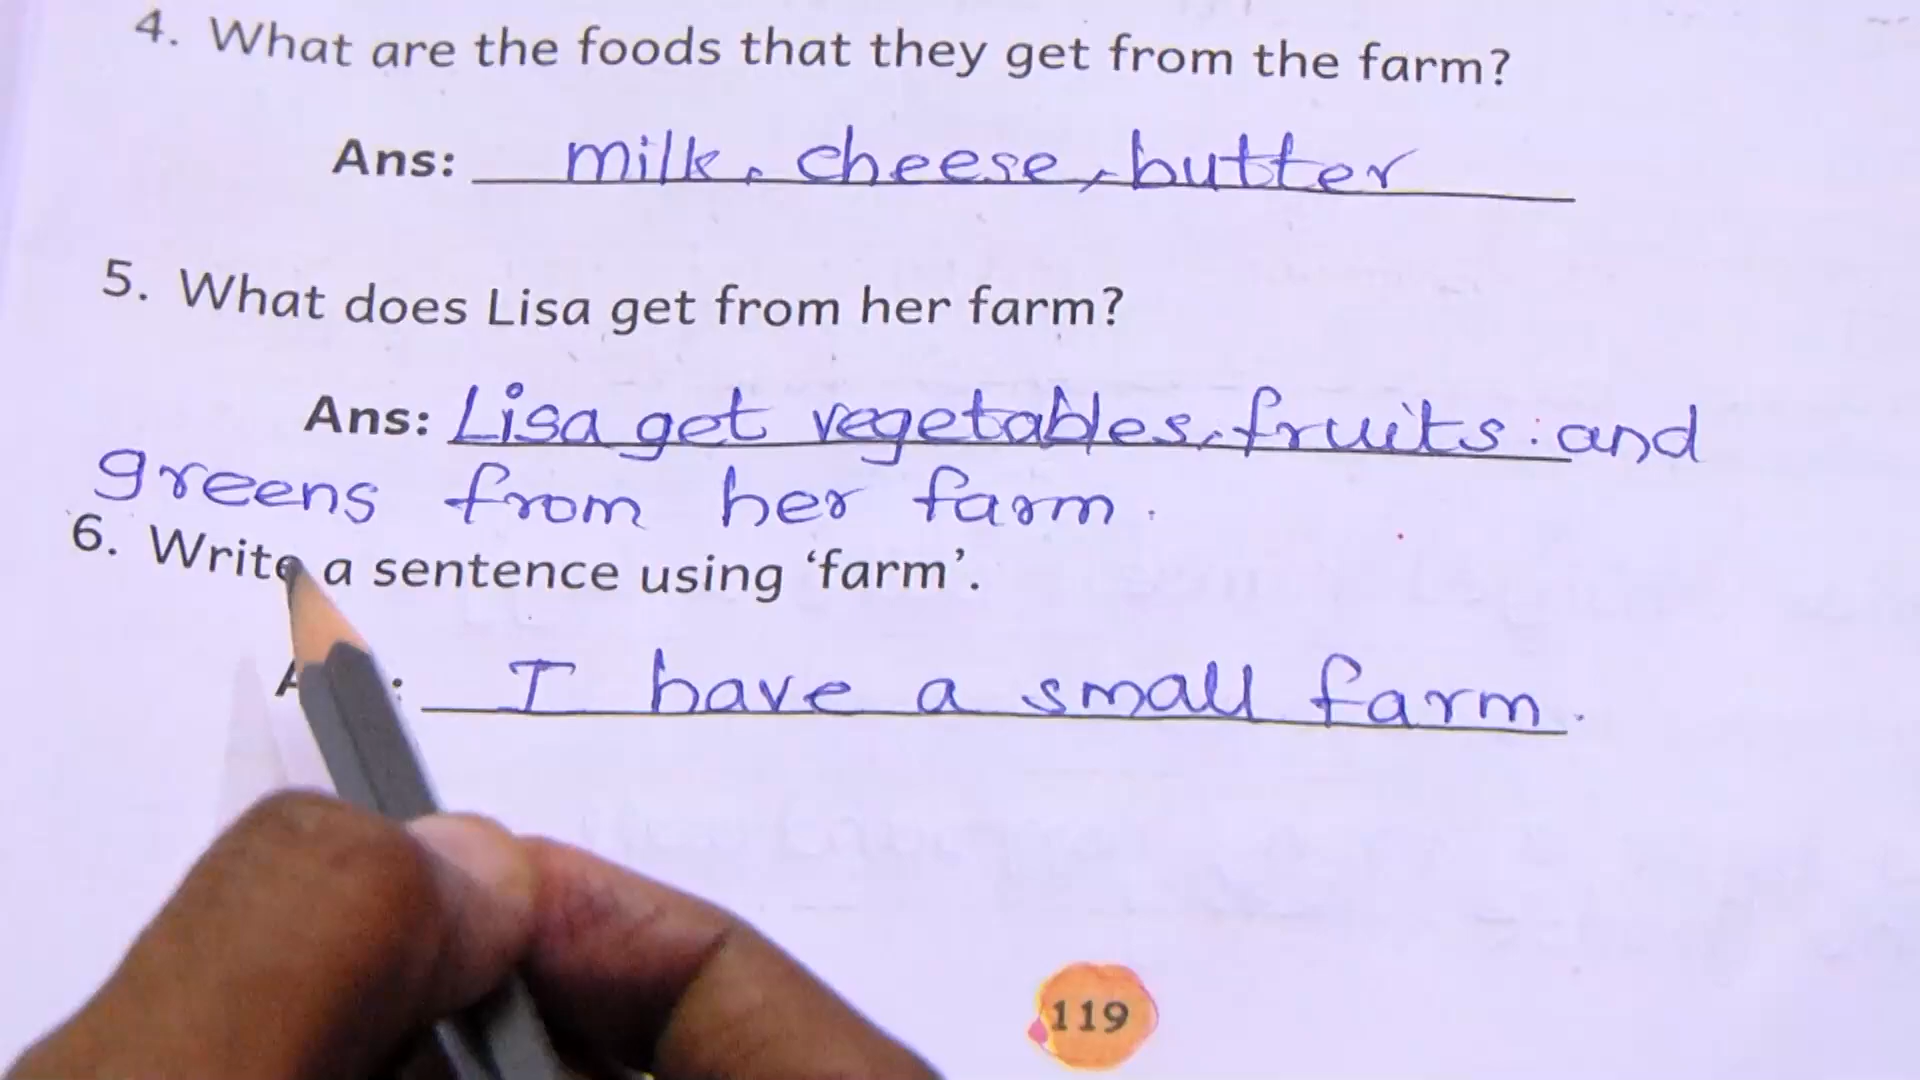 4. What are the foods that they get from the farm?
Ans: milk, cheese, butter
5. What does Lisa get from her farm?
Ans: Lisa get vegetables, fruits and
greens from her farm.
6. Write a sentence using ‘farm’.
I have a small farm.
119